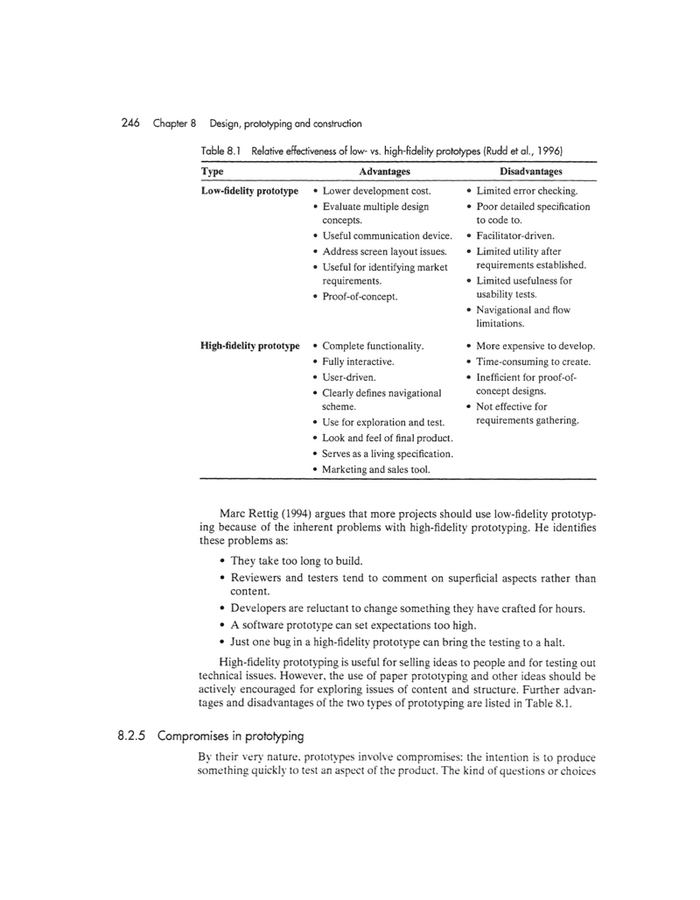 246 Chapter 8 Design, prototyping and construction
Table 8.1 Relative effectiveness of low- vs. high-fidelity prototypes (Rudd et al., 1996)
Type Advantages Disadvantages
Low-fidelity prototype • Lower development cost. • Limited error checking.
• Evaluate multiple design • Poor detailed specification
concepts. to code to.
• Useful communication device. • Facilitator-driven.
• Address screen layout issues. • Limited utility after
• Useful for identifying market requirements established.
requirements. • Limited usefulness for
• Proof-of-concept. usability tests.
• Navigational and flow
limitations.
High-fidelity prototype • Complete functionality. • More expensive to develop.
• Fully interactive. • Time-consuming to create.
• User-driven. • Inefficient for proof-of-
• Clearly defines navigational concept designs.
scheme. • Not effective for
• Use for exploration and test. requirements gathering.
• Look and feel of final product.
• Serves as a living specification.
• Marketing and sales tool.
Marc Rettig (1994) argues that more projects should use low-fidelity prototyp-
ing because of the inherent problems with high-fidelity prototyping. He identifies
these problems as:
• They take too long to build.
• Reviewers and testers tend to comment on superficial aspects rather than
content.
• Developers are reluctant to change something they have crafted for hours.
• A software prototype can set expectations too high.
• Just one bug in a high-fidelity prototype can bring the testing to a halt.
High-fidelity prototyping is useful for selling ideas to people and for testing out
technical issues. However, the use of paper prototyping and other ideas should be
actively encouraged for exploring issues of content and structure. Further advan-
tages and disadvantages of the two types of prototyping are listed in Table 8.1.
8.2.5 Compromises in prototyping
By their very nature, prototypes involve compromises: the intention is to produce
something quickly to test an aspect of the product. The kind of questions or choices